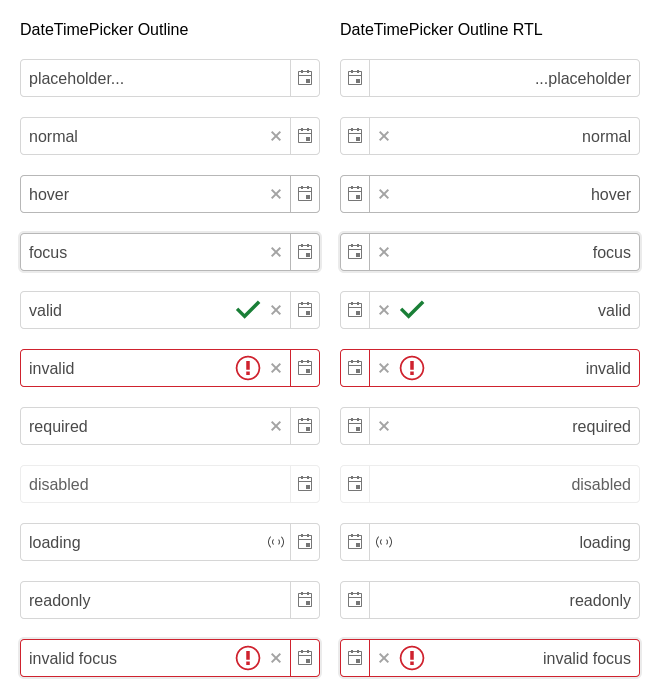 DateTimePicker Outline
placeholder...
normal
hover
focus
valid
invalid
required
disabled
loading
readonly
invalid focus
DateTimePicker Outline RTL
...placeholder
normal
hover
focus
valid
invalid
required
disabled
loading
readonly
invalid focus